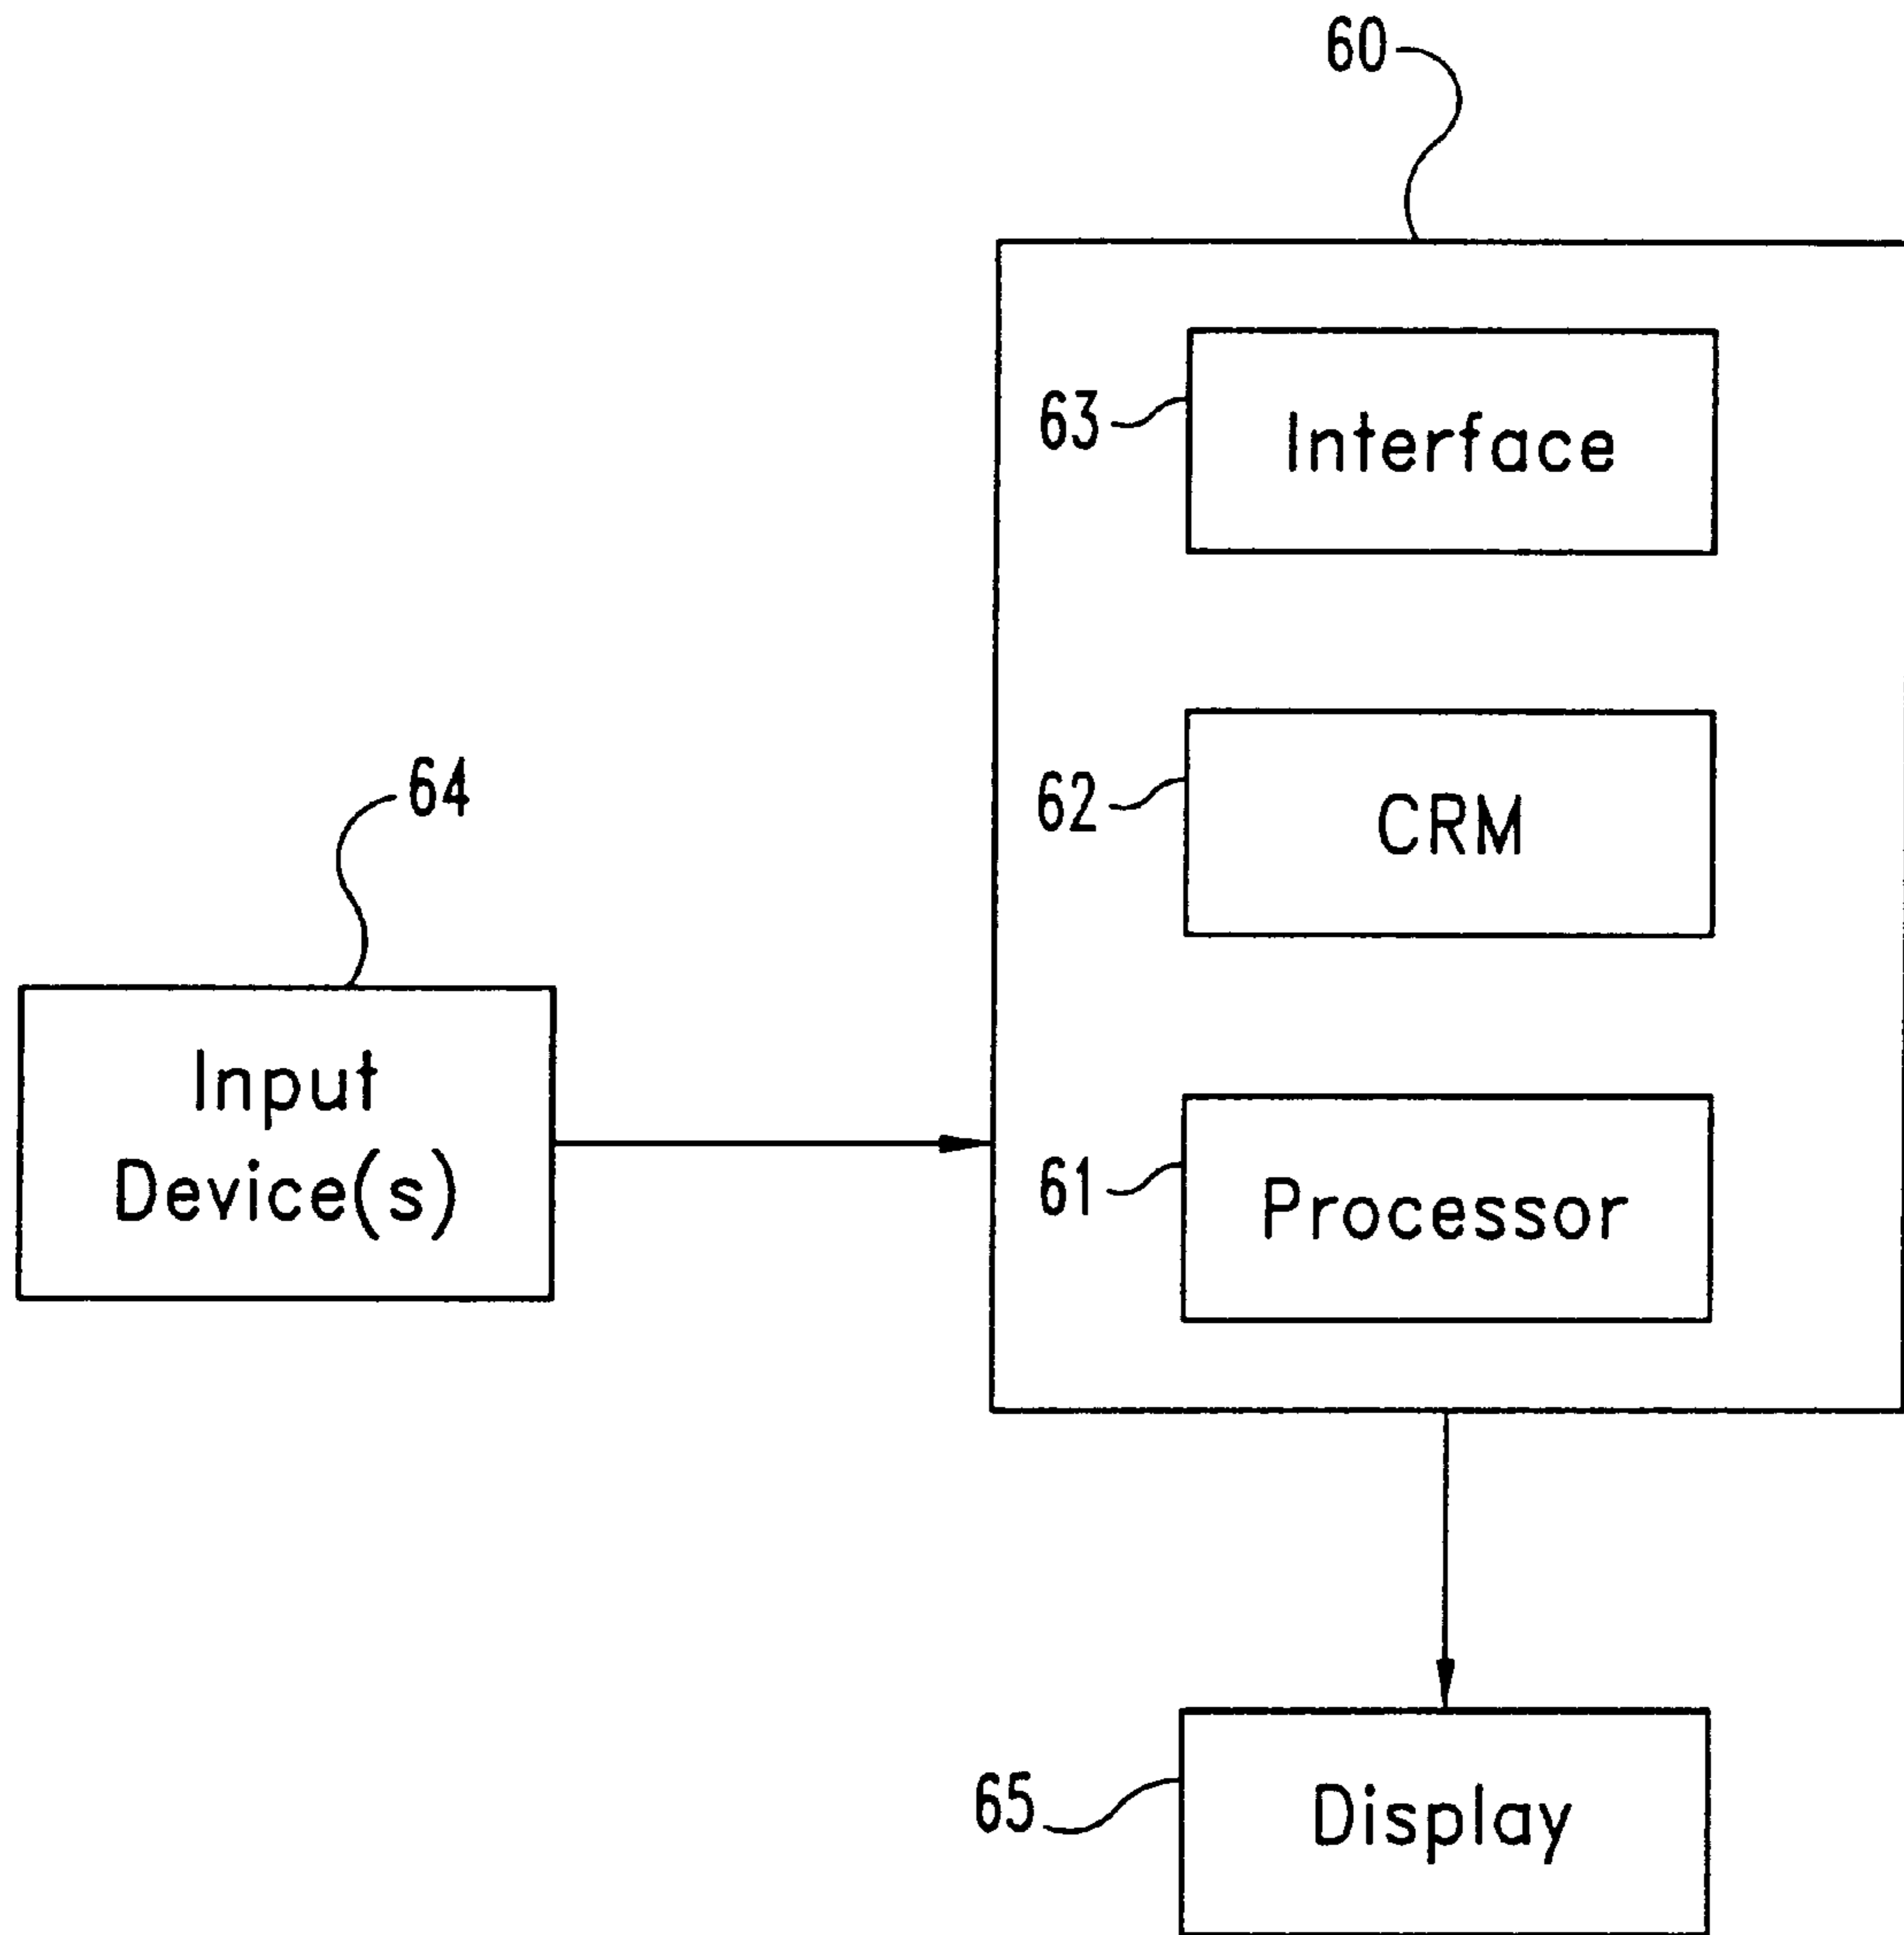 60
63
Interface
62
CRM
64
Input
Device(s)
61
Processor
65
Display